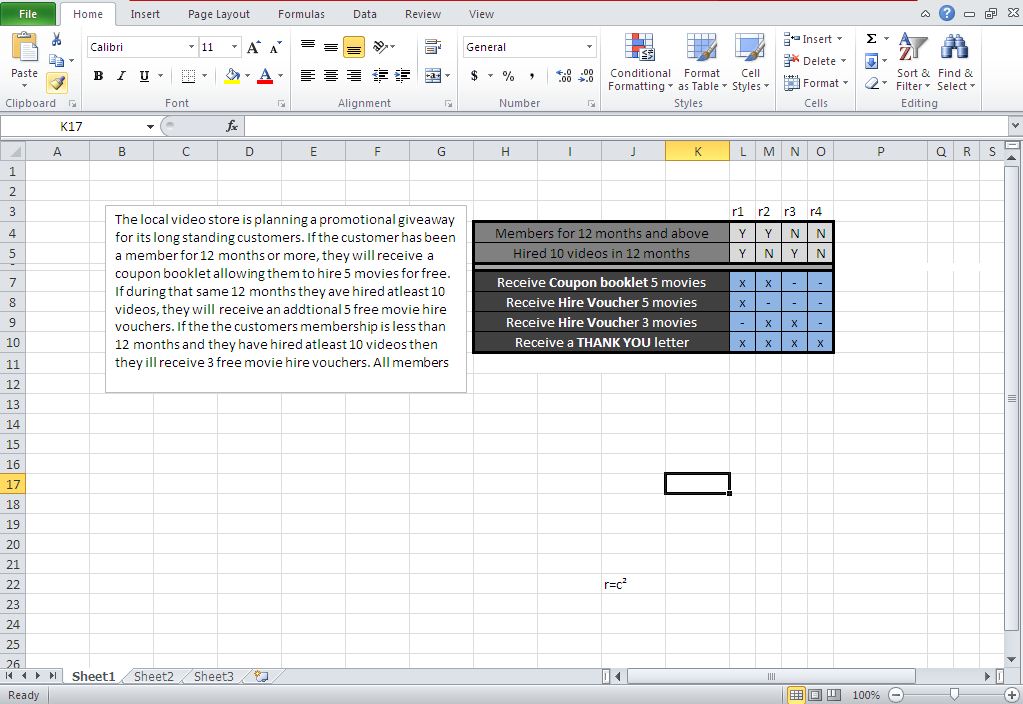 File Home Insert Page Layout Formulas Data Review View
Calibri 11 General Insert Σ
Paste B I U $ % , .00 .0 Conditional Format Cell Delete Sort & Find &
Formatting as Table Styles Format Filter Select
Clipboard Font Alignment Number Styles Cells Editing
K17 fx
A B C D E F G H I J K L M N O P Q R S
1
2
3 r1 r2 r3 r4
The local video store is planning a promotional giveaway
for its long standing customers. If the customer has been
a member for 12 months or more, they will receive a
coupon booklet allowing them to hire 5 movies for free.
If during that same 12 months they ave hired atleast 10
videos, they will receive an addtional 5 free movie hire
vouchers. If the the customers membership is less than
12 months and they have hired atleast 10 videos then
they ill receive 3 free movie hire vouchers. All members
4 Members for 12 months and above Y Y N N
5 Hired 10 videos in 12 months Y N Y N
7 Receive Coupon booklet 5 movies x x - -
8 Receive Hire Voucher 5 movies x - - -
9 Receive Hire Voucher 3 movies - x x -
10 Receive a THANK YOU letter x x x x
11
12
13
14
15
16
17
18
19
20
21
22 r=c²
23
24
25
26
Sheet1 Sheet2 Sheet3
Ready 100%